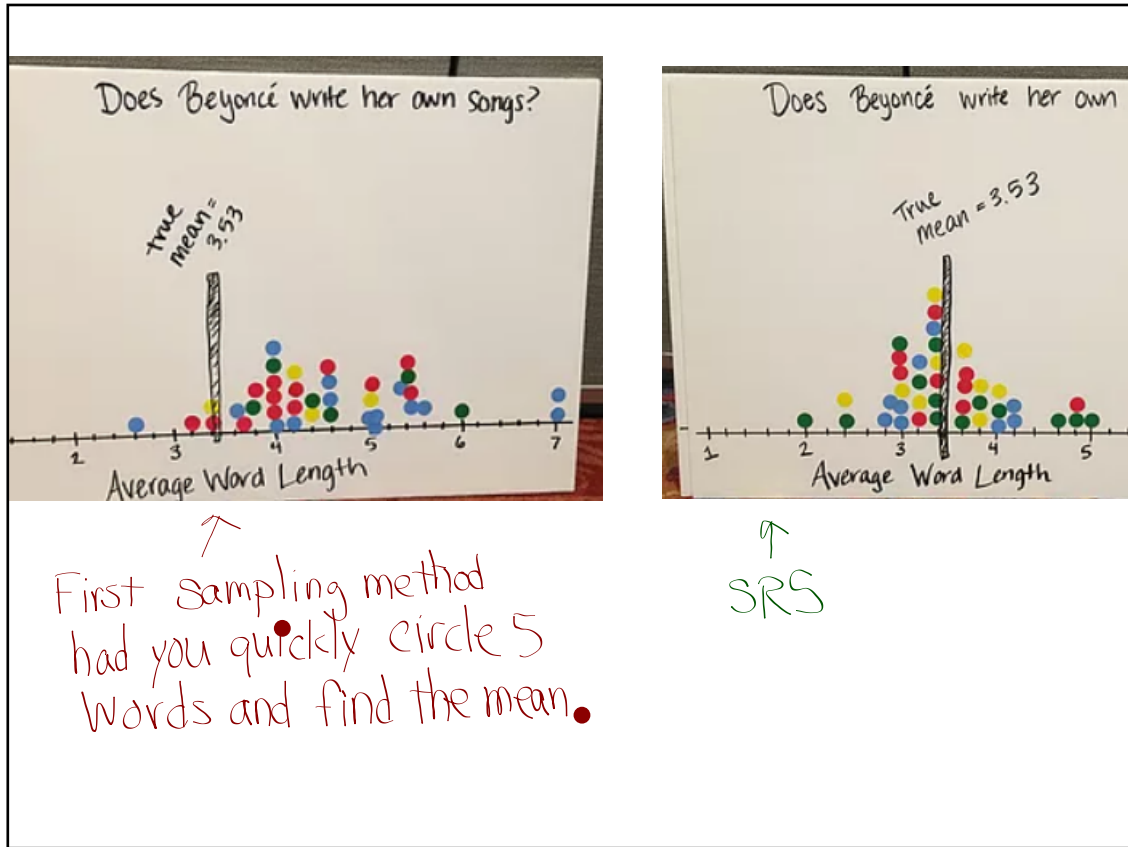 Does Beyoncé write her own songs?
true
mean =
3.53
2 3 4 5 6 7
Average Word Length
Does Beyoncé write her own
True
mean = 3.53
1 2 3 4 5
Average Word Length
First sampling method
had you quickly circle 5
Words and find the mean.
SRS